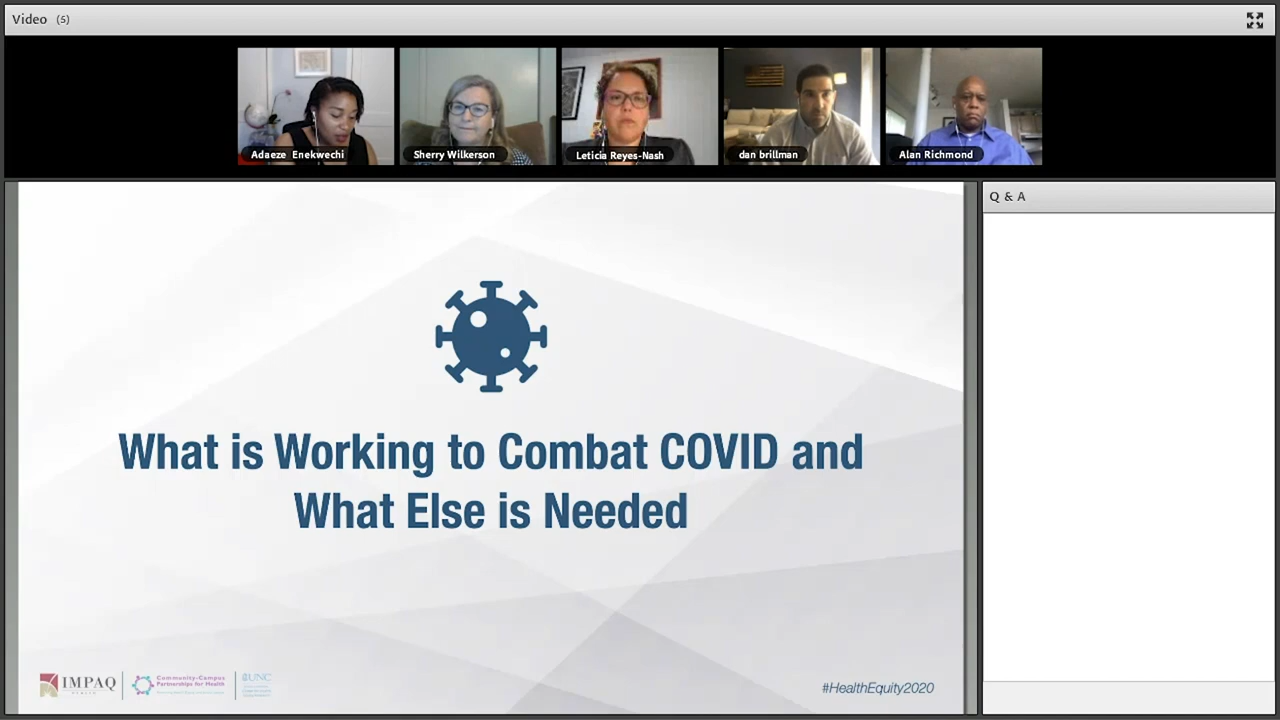 Video (5)
Adaeze Enekwechi
Sherry Wilkerson
Leticia Reyes-Nash
dan brillman
Alan Richmond
Q & A
What is Working to Combat COVID and
What Else is Needed
IMPAQ
Community-Campus
Partnerships for Health
UNC
#HealthEquity2020